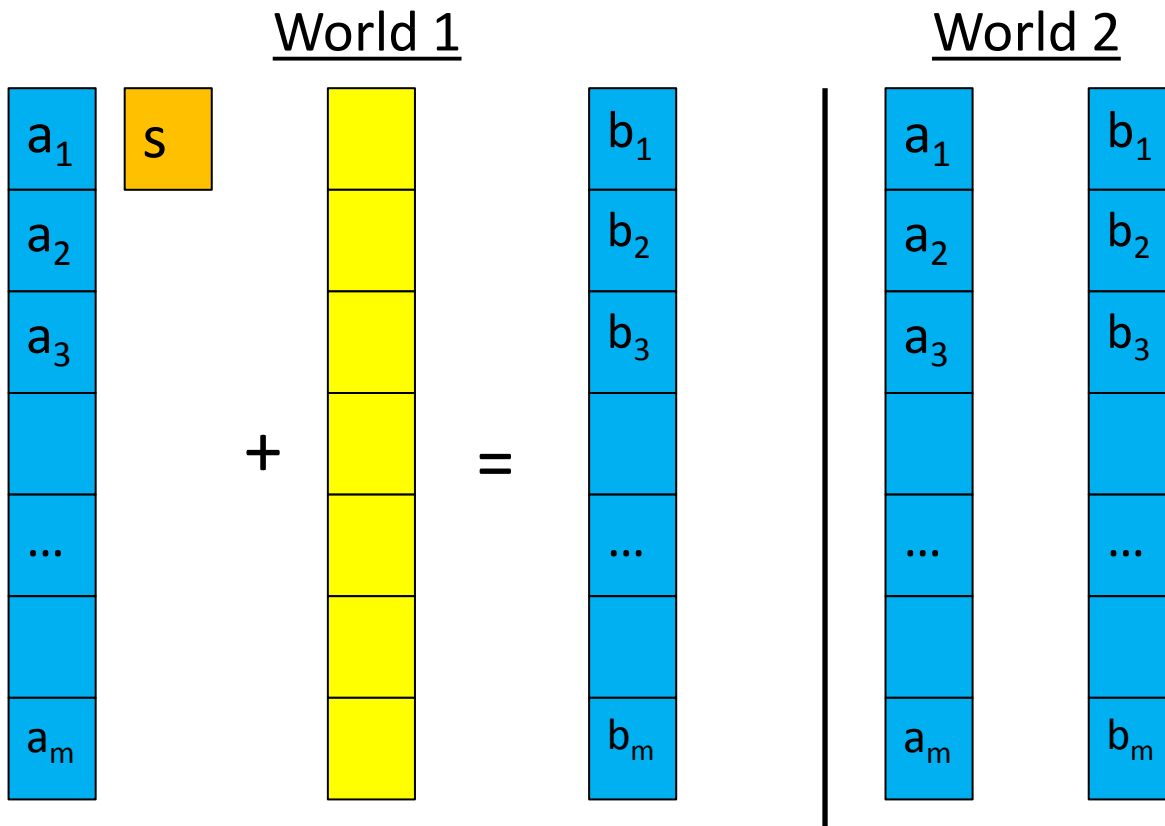 World 1 World 2
a₁ s b₁ a₁ b₁
a₂ b₂ a₂ b₂
a₃ b₃ a₃ b₃
+ =
... ... ... ...
aₘ bₘ aₘ bₘ